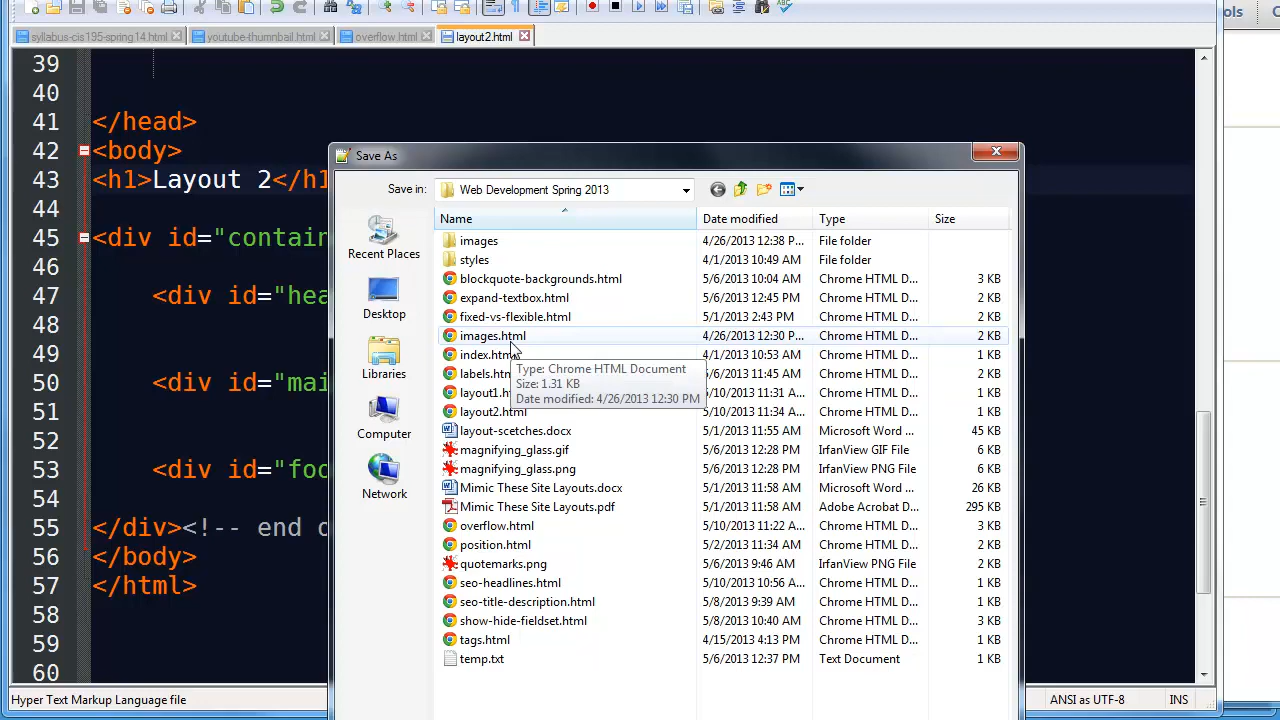 ols
syllabus-cis195-spring14.html
youtube-thumnbail.html
overflow.html
layout2.html
39
40
41 </head>
42 <body>
43 <h1>Layout 2</h1
44
45 <div id="contain
46
47 <div id="hea
48
49
50 <div id="mai
51
52
53 <div id="foo
54
55 </div><!-- end o
56 </body>
57 </html>
58
59
60
Save As
Save in: Web Development Spring 2013
Recent Places
Desktop
Libraries
Computer
Network
Name Date modified Type Size
images 4/26/2013 12:38 P... File folder
styles 4/1/2013 10:49 AM File folder
blockquote-backgrounds.html 5/6/2013 10:04 AM Chrome HTML D... 3 KB
expand-textbox.html 5/6/2013 12:45 PM Chrome HTML D... 2 KB
fixed-vs-flexible.html 5/1/2013 2:43 PM Chrome HTML D... 2 KB
images.html 4/26/2013 12:30 P... Chrome HTML D... 2 KB
index.htm 4/1/2013 10:53 AM Chrome HTML D... 1 KB
labels.htm /6/2013 11:45 AM Chrome HTML D... 2 KB
layout1.h /10/2013 11:31 A... Chrome HTML D... 1 KB
layout2.html /10/2013 11:34 A... Chrome HTML D... 1 KB
layout-scetches.docx 5/1/2013 11:55 AM Microsoft Word ... 45 KB
magnifying_glass.gif 5/6/2013 12:28 PM IrfanView GIF File 6 KB
magnifying_glass.png 5/6/2013 12:28 PM IrfanView PNG File 6 KB
Mimic These Site Layouts.docx 5/1/2013 11:58 AM Microsoft Word ... 26 KB
Mimic These Site Layouts.pdf 5/1/2013 11:58 AM Adobe Acrobat D... 295 KB
overflow.html 5/10/2013 11:22 A... Chrome HTML D... 3 KB
position.html 5/2/2013 11:34 AM Chrome HTML D... 2 KB
quotemarks.png 5/6/2013 9:46 AM IrfanView PNG File 2 KB
seo-headlines.html 5/10/2013 10:56 A... Chrome HTML D... 1 KB
seo-title-description.html 5/8/2013 9:39 AM Chrome HTML D... 1 KB
show-hide-fieldset.html 5/8/2013 10:40 AM Chrome HTML D... 3 KB
tags.html 4/15/2013 4:13 PM Chrome HTML D... 1 KB
temp.txt 5/6/2013 12:37 PM Text Document 1 KB
Type: Chrome HTML Document
Size: 1.31 KB
Date modified: 4/26/2013 12:30 PM
Hyper Text Markup Language file
ANSI as UTF-8
INS